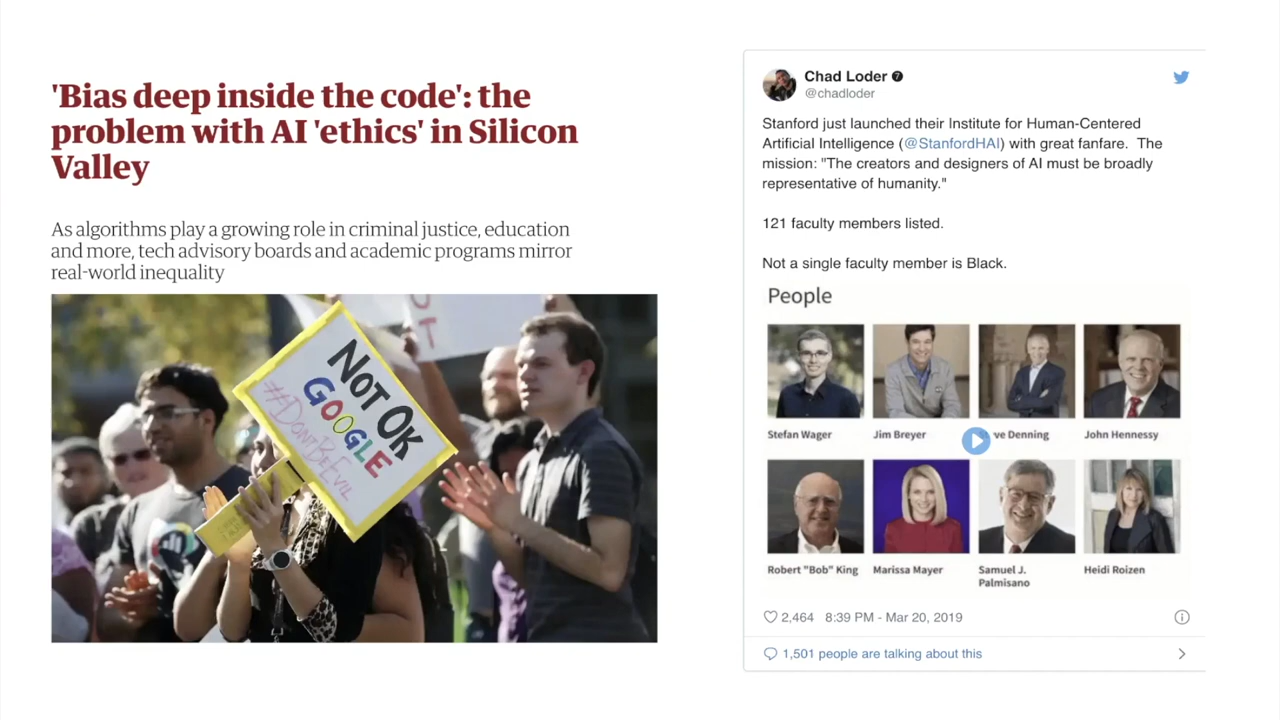 'Bias deep inside the code': the
problem with AI 'ethics' in Silicon
Valley
As algorithms play a growing role in criminal justice, education
and more, tech advisory boards and academic programs mirror
real-world inequality
NOT OK
GOOGLE
#DONTBEEVIL
Chad Loder
@chadloder
Stanford just launched their Institute for Human-Centered
Artificial Intelligence (@StanfordHAI) with great fanfare. The
mission: "The creators and designers of AI must be broadly
representative of humanity."
121 faculty members listed.
Not a single faculty member is Black.
People
Stefan Wager
Jim Breyer
ve Denning
John Hennessy
Robert "Bob" King
Marissa Mayer
Samuel J.
Palmisano
Heidi Roizen
2,464 8:39 PM - Mar 20, 2019
1,501 people are talking about this